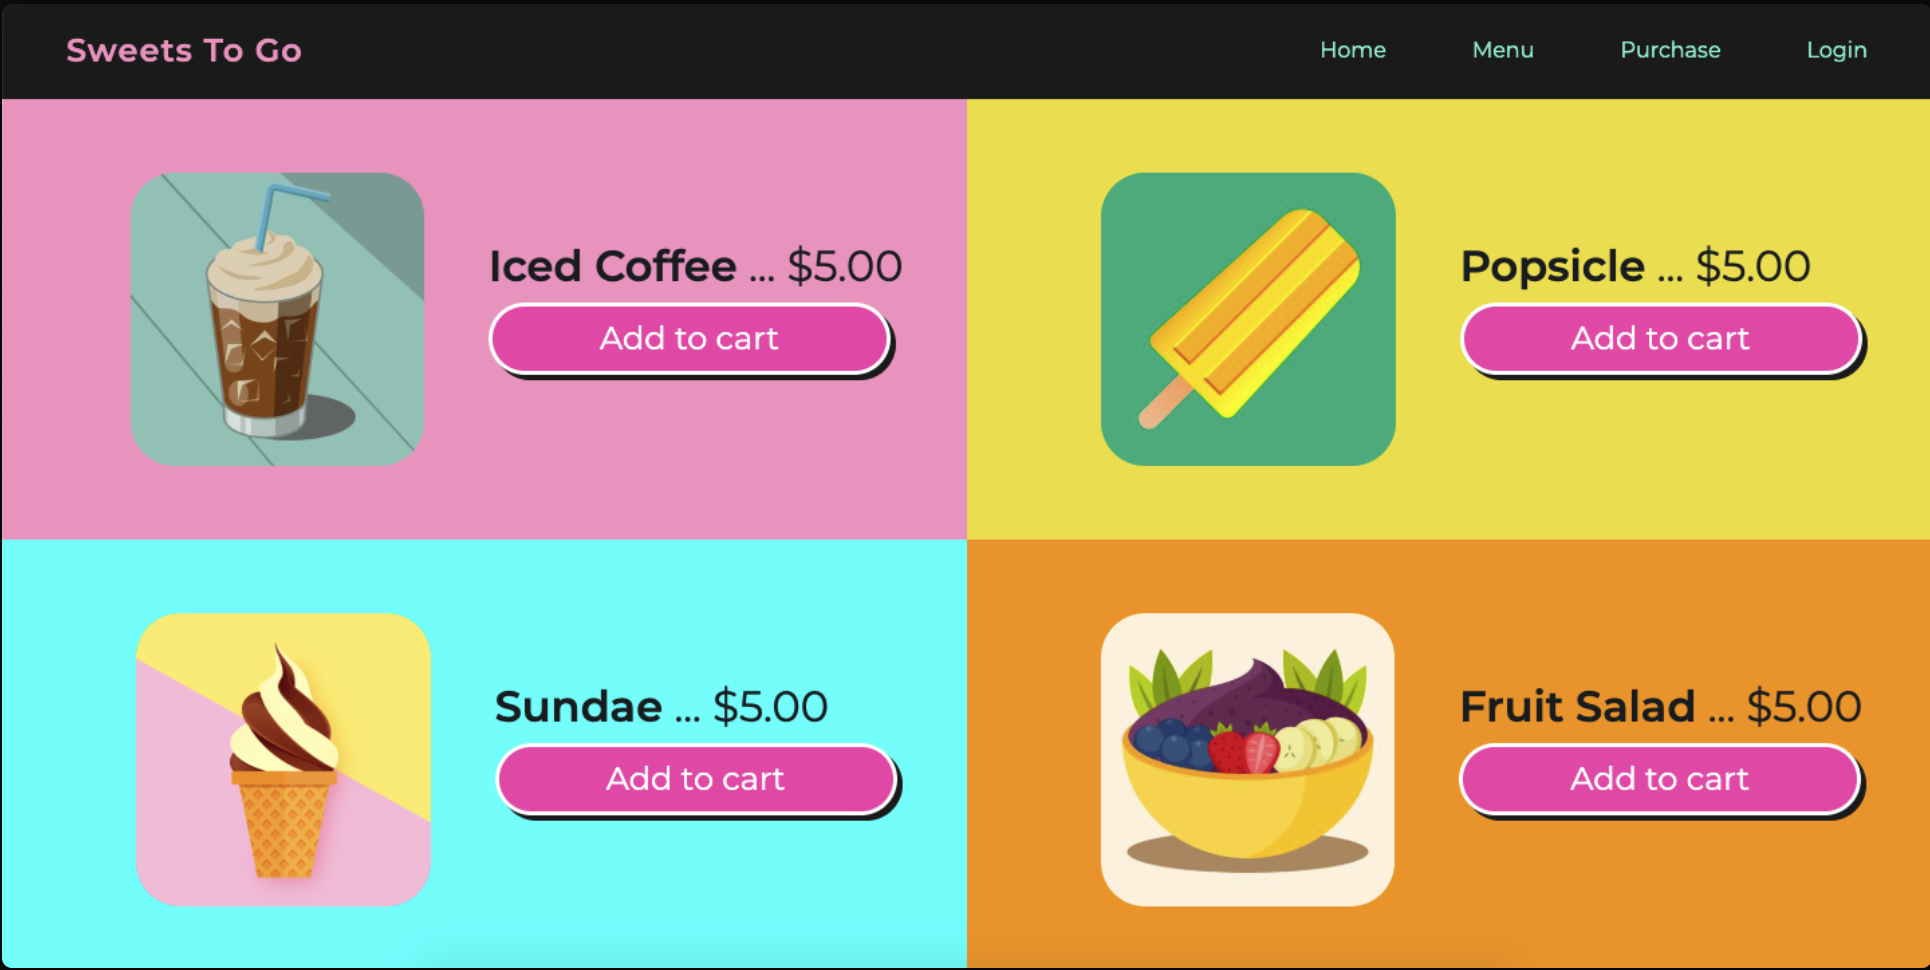 Sweets To Go
Home Menu Purchase Login
Iced Coffee ... $5.00
Add to cart
Popsicle ... $5.00
Add to cart
Sundae ... $5.00
Add to cart
Fruit Salad ... $5.00
Add to cart